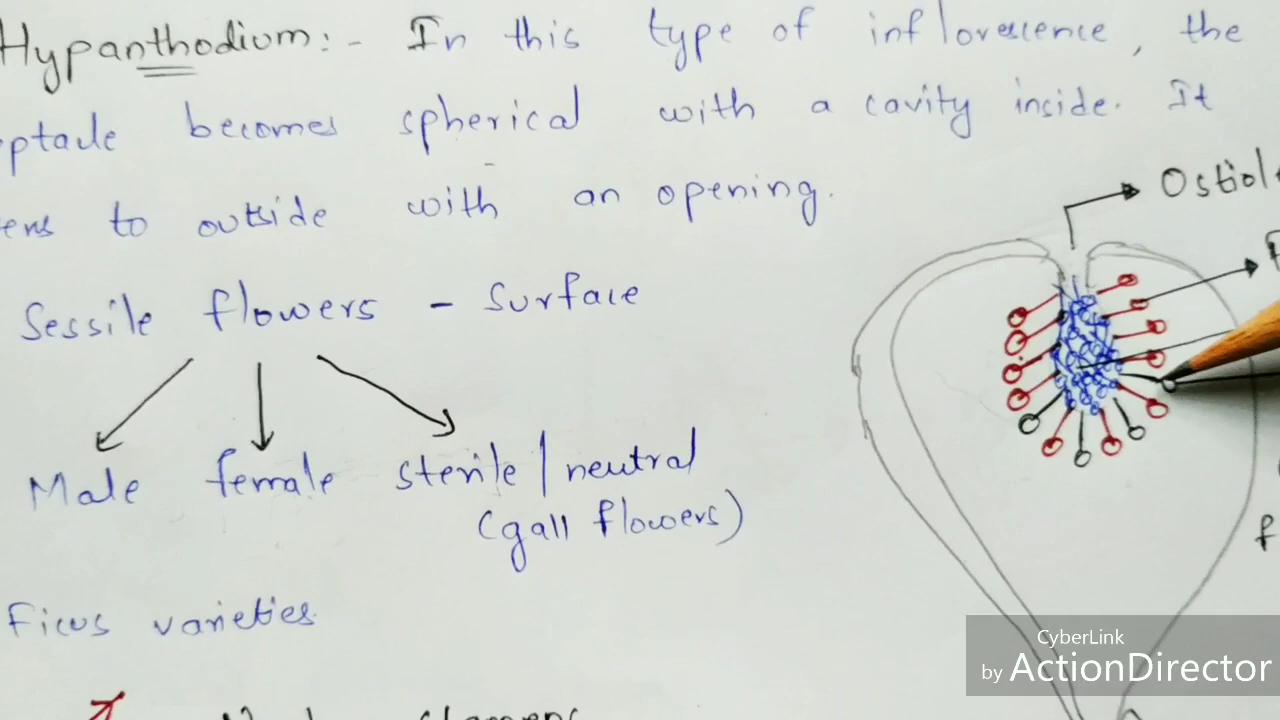 Hypanthodium:- In this type of inflorescence, the
eptacle becomes spherical with a cavity inside. It
ens to outside with an opening.
Ostiol
Sessile flowers - Surface
Male female sterile / neutral
(gall flowers)
f
Ficus varieties
CyberLink
by ActionDirector